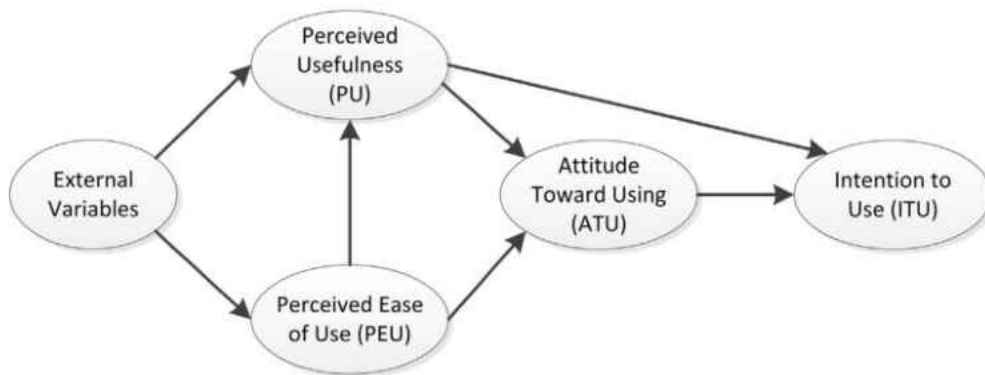 Perceived
Usefulness
(PU)
External
Variables
Attitude
Toward Using
(ATU)
Intention to
Use (ITU)
Perceived Ease
of Use (PEU)